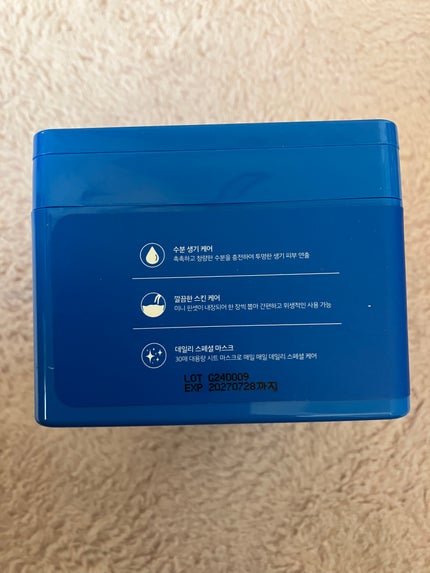 수분 생기 케어
촉촉하고 청량한 수분을 충전하여 투명한 생기 피부 연출
깔끔한 스킨 케어
미니 핀셋이 내장되어 한 장씩 뽑아 간편하고 위생적인 사용 가능
데일리 스페셜 마스크
30매 대용량 시트 마스크로 매일 매일 데일리 스페셜 케어
LOT G24D009
EXP 20270728까지